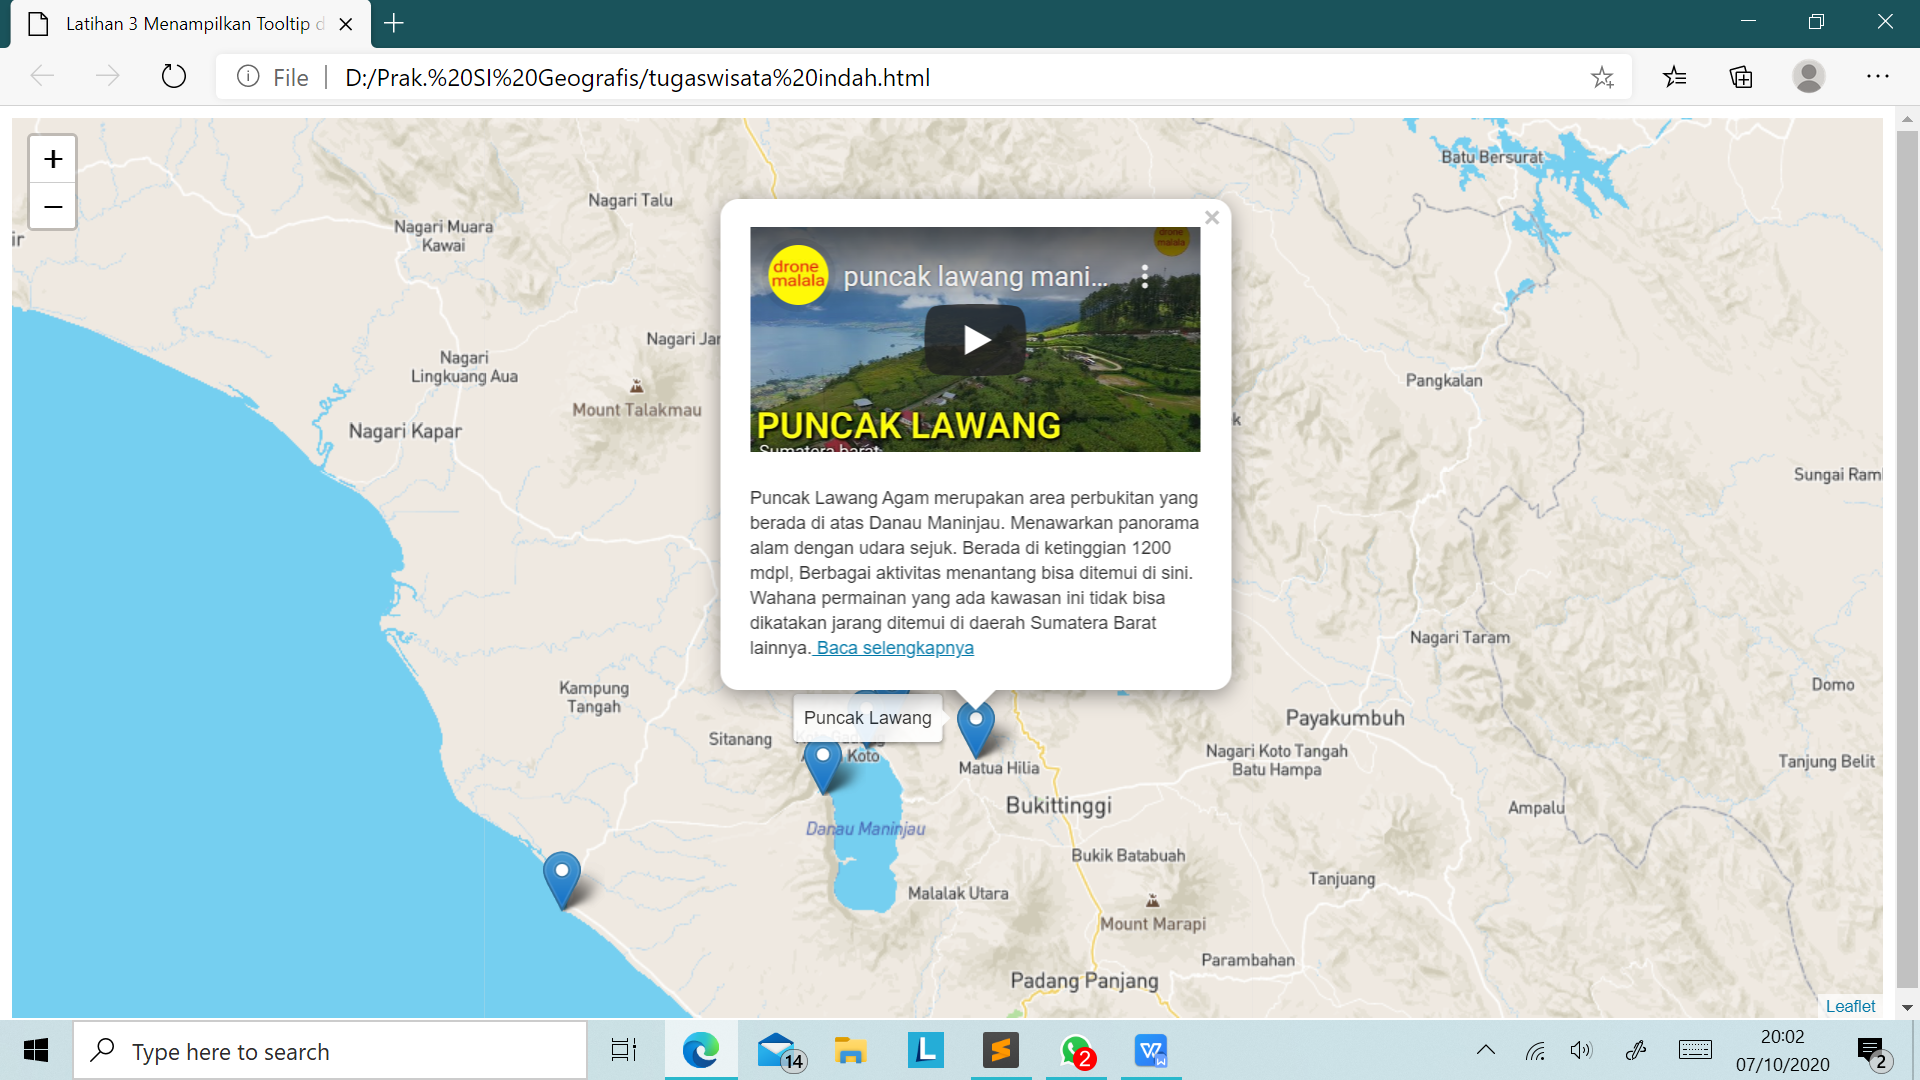 Latihan 3 Menampilkan Tooltip d
File
D:/Prak.%20SI%20Geografis/tugaswisata%20indah.html
+
−
ir
Nagari Talu
Nagari Muara
Kawai
Batu Bersurat
drone
malala
puncak lawang mani...
drone
malala
PUNCAK LAWANG
Sumatera barat
Nagari Jar
Nagari
Lingkuang Aua
Mount Talakmau
Nagari Kapar
Pangkalan
k
Sungai Ram
Puncak Lawang Agam merupakan area perbukitan yang
berada di atas Danau Maninjau. Menawarkan panorama
alam dengan udara sejuk. Berada di ketinggian 1200
mdpl, Berbagai aktivitas menantang bisa ditemui di sini.
Wahana permainan yang ada kawasan ini tidak bisa
dikatakan jarang ditemui di daerah Sumatera Barat
lainnya. Baca selengkapnya
Nagari Taram
Kampung
Tangah
Domo
Puncak Lawang
Payakumbuh
Sitanang
Koto
Matua Hilia
Nagari Koto Tangah
Batu Hampa
Tanjung Belit
Bukittinggi
Ampalu
Danau Maninjau
Bukik Batabuah
Malalak Utara
Tanjuang
Mount Marapi
Parambahan
Padang Panjang
Leaflet
Type here to search
14
L
2
W
20:02
07/10/2020
2